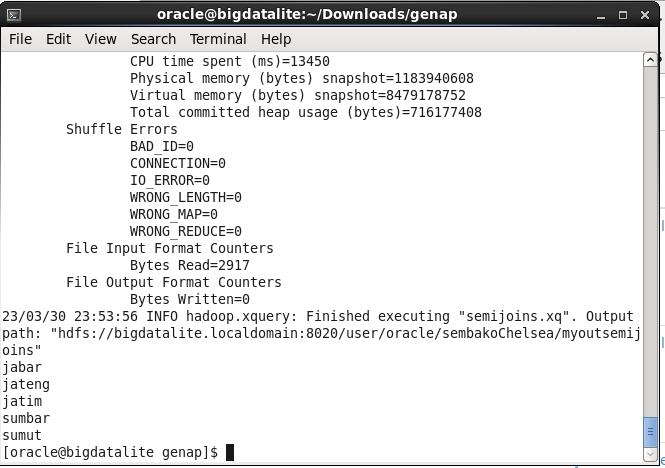 oracle@bigdatalite:~/Downloads/genap
File Edit View Search Terminal Help
CPU time spent (ms)=13450
Physical memory (bytes) snapshot=1183940608
Virtual memory (bytes) snapshot=8479178752
Total committed heap usage (bytes)=716177408
Shuffle Errors
BAD_ID=0
CONNECTION=0
IO_ERROR=0
WRONG_LENGTH=0
WRONG_MAP=0
WRONG_REDUCE=0
File Input Format Counters
Bytes Read=2917
File Output Format Counters
Bytes Written=0
23/03/30 23:53:56 INFO hadoop.xquery: Finished executing "semijoins.xq". Output
path: "hdfs://bigdatalite.localdomain:8020/user/oracle/sembakoChelsea/myoutsemij
oins"
jabar
jateng
jatim
sumbar
sumut
[oracle@bigdatalite genap]$